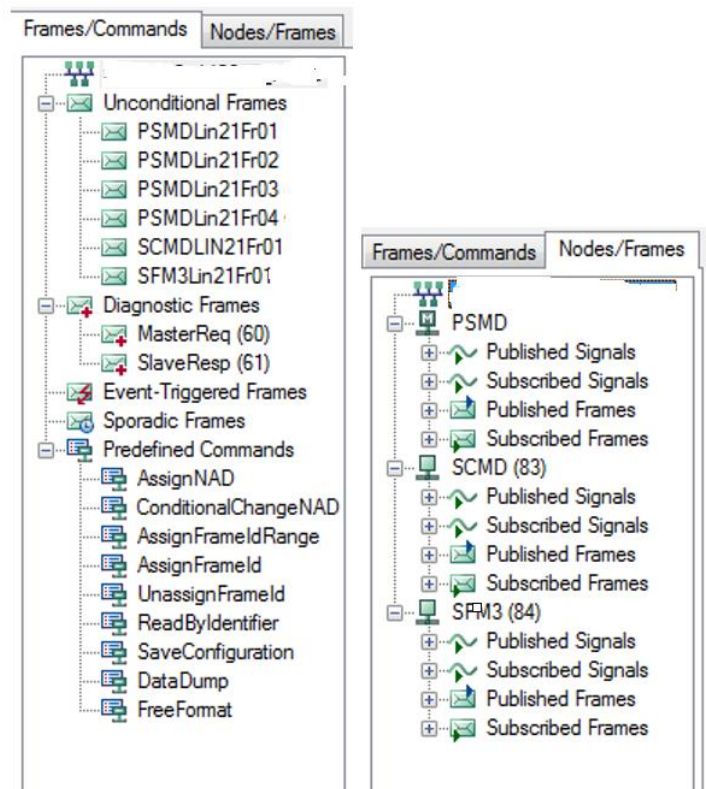 Frames/Commands Nodes/Frames
Unconditional Frames
PSMDLin21Fr01
PSMDLin21Fr02
PSMDLin21Fr03
PSMDLin21Fr04
SCMDLIN21Fr01
SFM3Lin21Fr01
Diagnostic Frames
MasterReq (60)
SlaveResp (61)
Event-Triggered Frames
Sporadic Frames
Predefined Commands
AssignNAD
ConditionalChangeNAD
AssignFrameIdRange
AssignFrameId
UnassignFrameId
ReadByIdentifier
SaveConfiguration
DataDump
FreeFormat
Frames/Commands Nodes/Frames
PSMD
Published Signals
Subscribed Signals
Published Frames
Subscribed Frames
SCMD (83)
Published Signals
Subscribed Signals
Published Frames
Subscribed Frames
SFM3 (84)
Published Signals
Subscribed Signals
Published Frames
Subscribed Frames